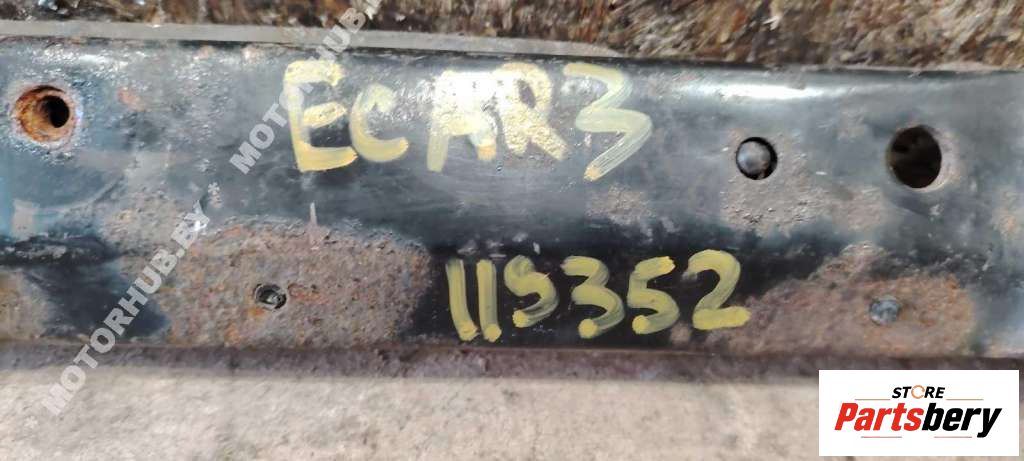 ECAR3
115352
MOTORHUB.BY
MOTORHUB.BY
STORE
Partsbery